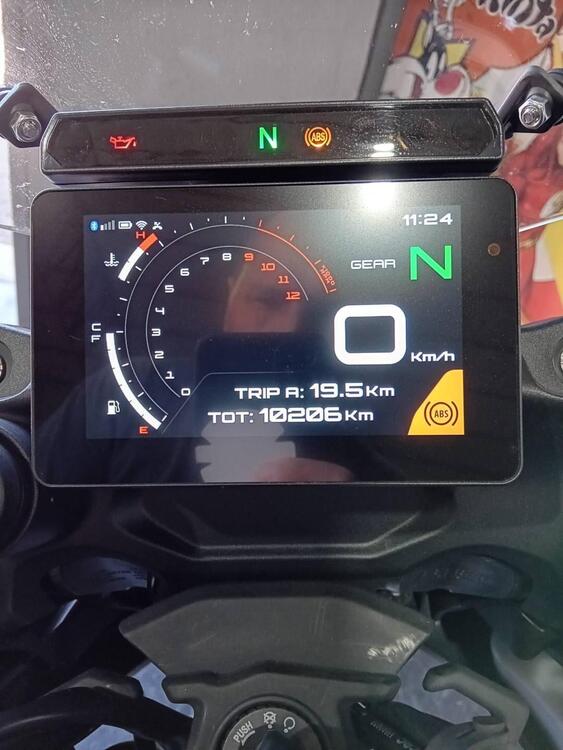 N
ABS
11:24
H
GEAR N
7 8 9
6 10
5 11
4 12
3
C
F
2
1
0
0 Km/h
TRIP A: 19.5 Km
TOT: 10206 Km
E
ABS
PUSH